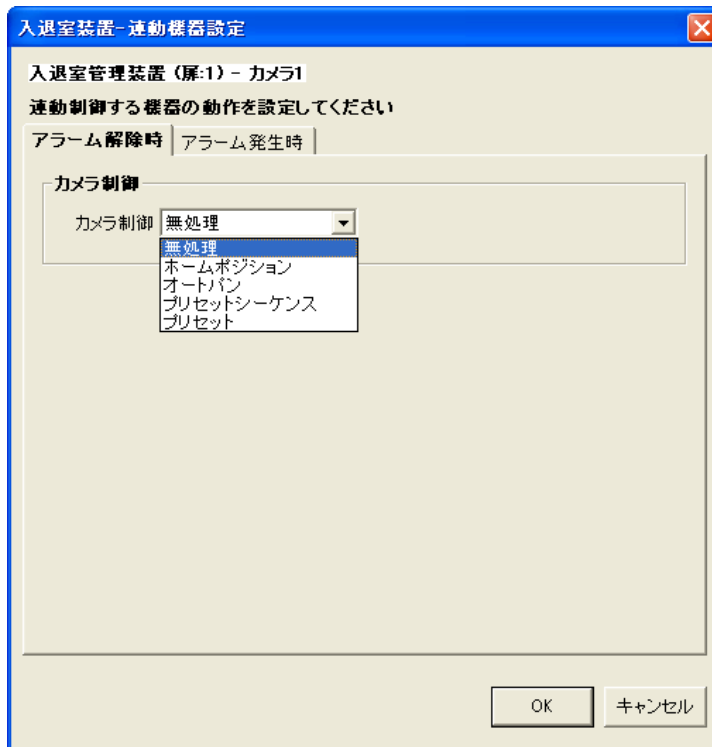 入退室装置-連動機器設定
入退室管理装置 (扉:1) - カメラ1
連動制御する機器の動作を設定してください
アラーム解除時 アラーム発生時
カメラ制御
カメラ制御 無処理
無処理
ホームポジション
オートパン
プリセットシーケンス
プリセット
OK キャンセル